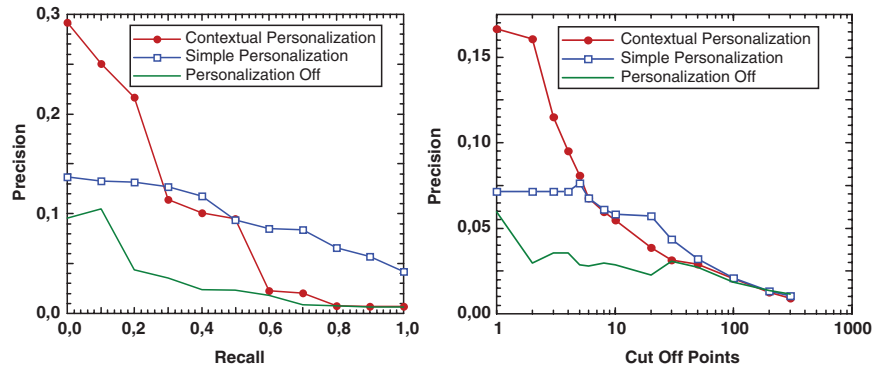 0,3
0,2
0,1
0,0
Precision
Contextual Personalization
Simple Personalization
Personalization Off
0,0 0,2 0,4 0,6 0,8 1,0
Recall
0,15
0,10
0,050
0,00
Precision
Contextual Personalization
Simple Personalization
Personalization Off
1 10 100 1000
Cut Off Points